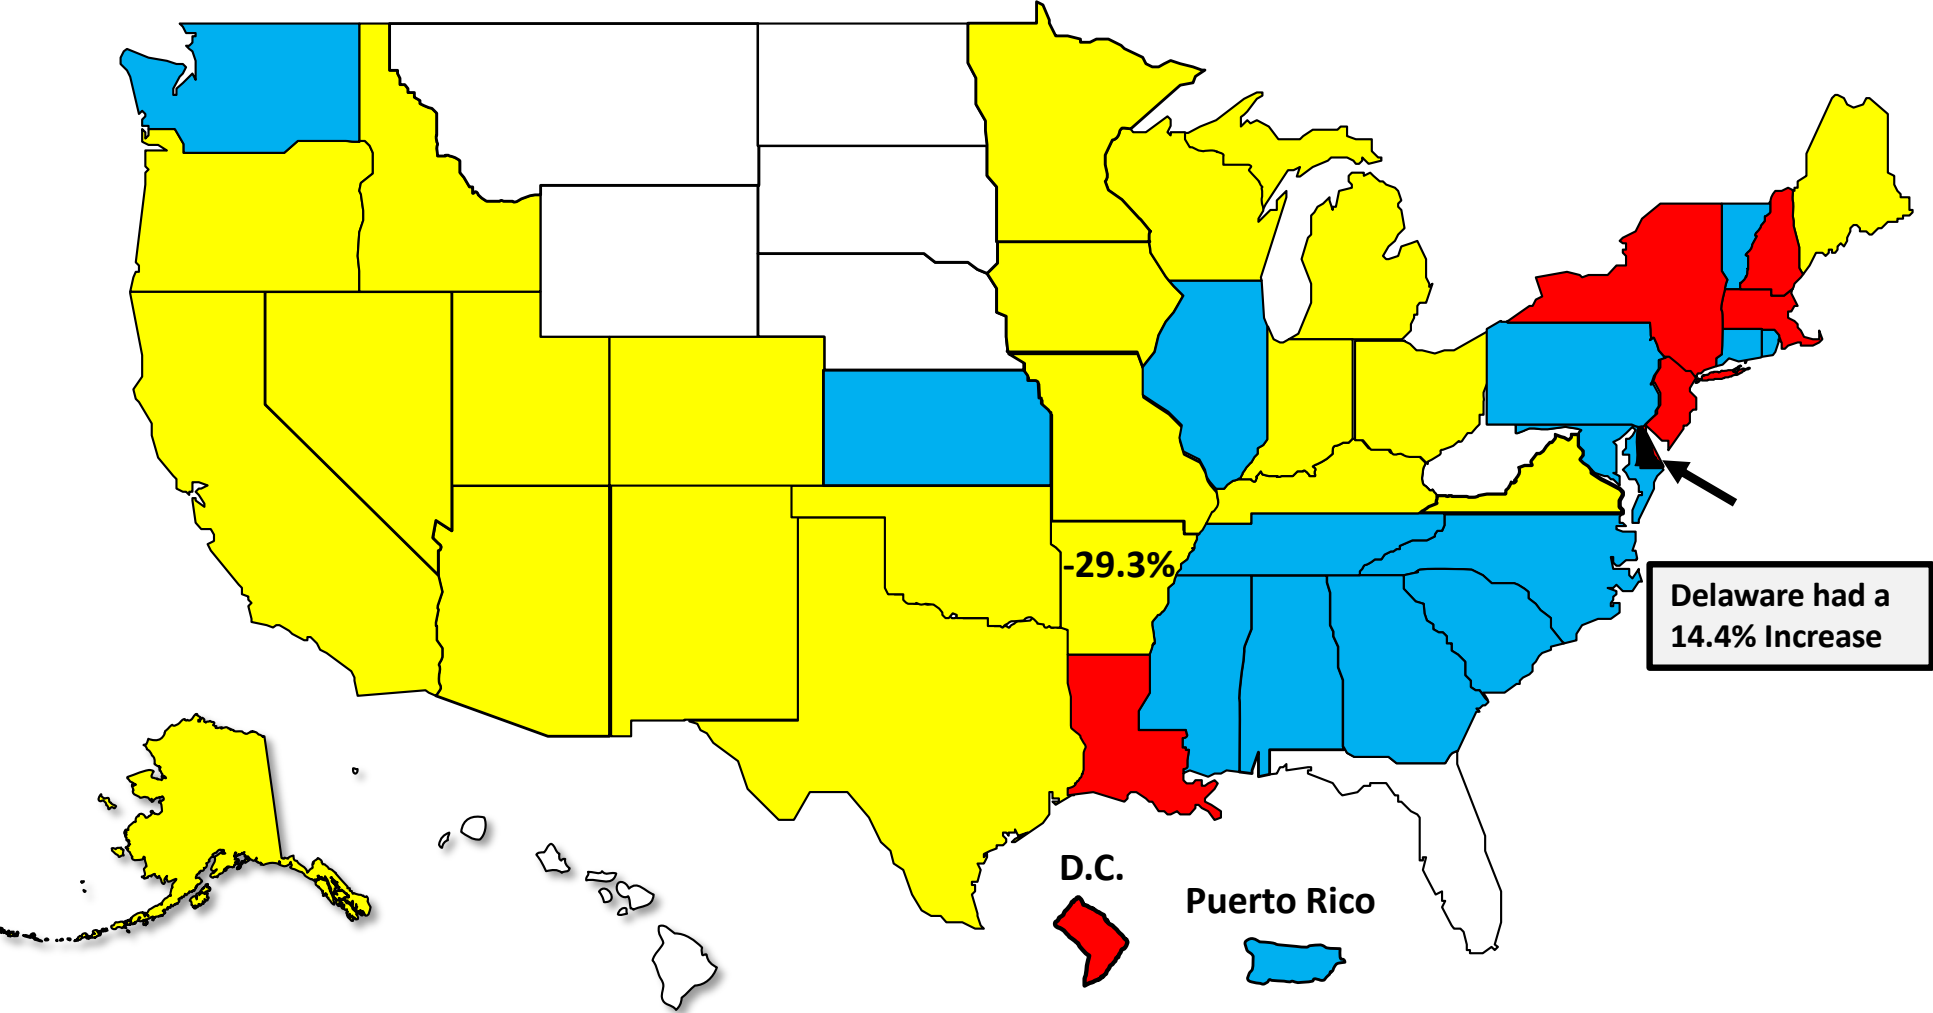 -29.3%
Delaware had a
14.4% Increase
D.C.
Puerto Rico